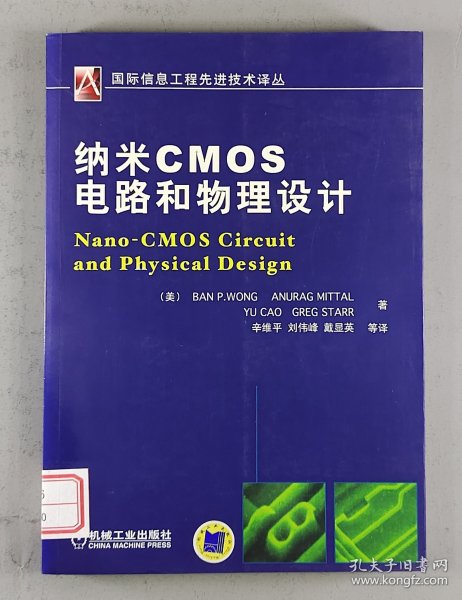 国际信息工程先进技术译丛
纳米CMOS
电路和物理设计
Nano-CMOS Circuit
and Physical Design
(美) BAN P.WONG ANURAG MITTAL
YU CAO GREG STARR 著
辛维平 刘伟峰 戴显英 等译
机械工业出版社
CHINA MACHINE PRESS
孔夫子旧书网
www.kongfz.com